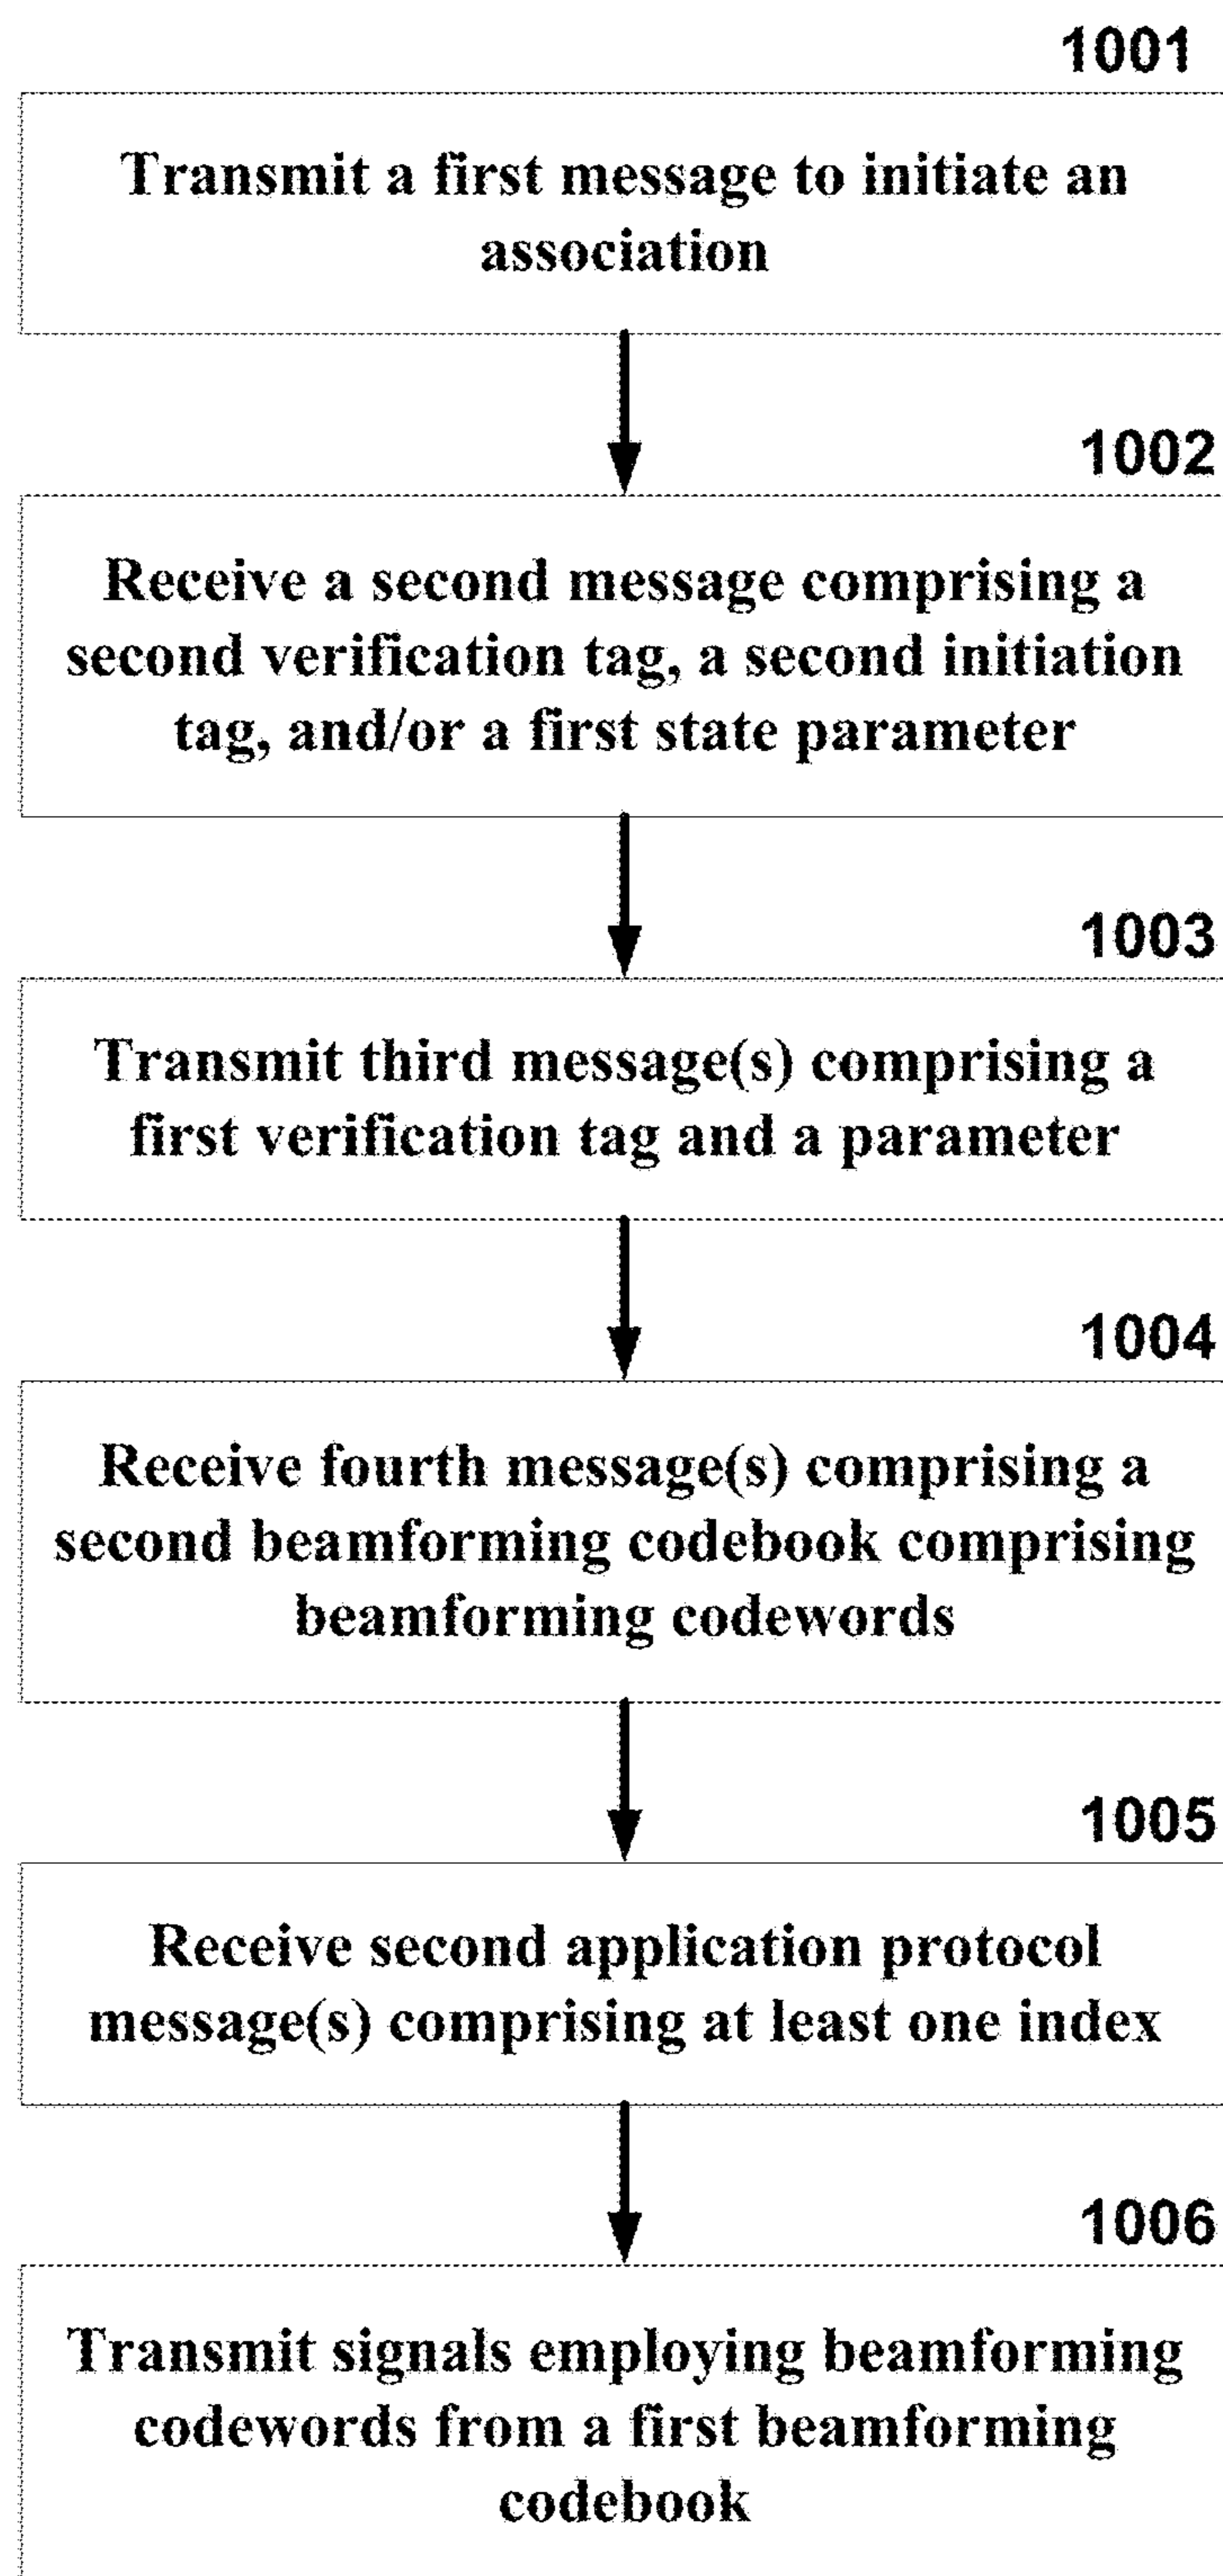 1001
Transmit a first message to initiate an
association
1002
Receive a second message comprising a
second verification tag, a second initiation
tag, and/or a first state parameter
1003
Transmit third message(s) comprising a
first verification tag and a parameter
1004
Receive fourth message(s) comprising a
second beamforming codebook comprising
beamforming codewords
1005
Receive second application protocol
message(s) comprising at least one index
1006
Transmit signals employing beamforming
codewords from a first beamforming
codebook